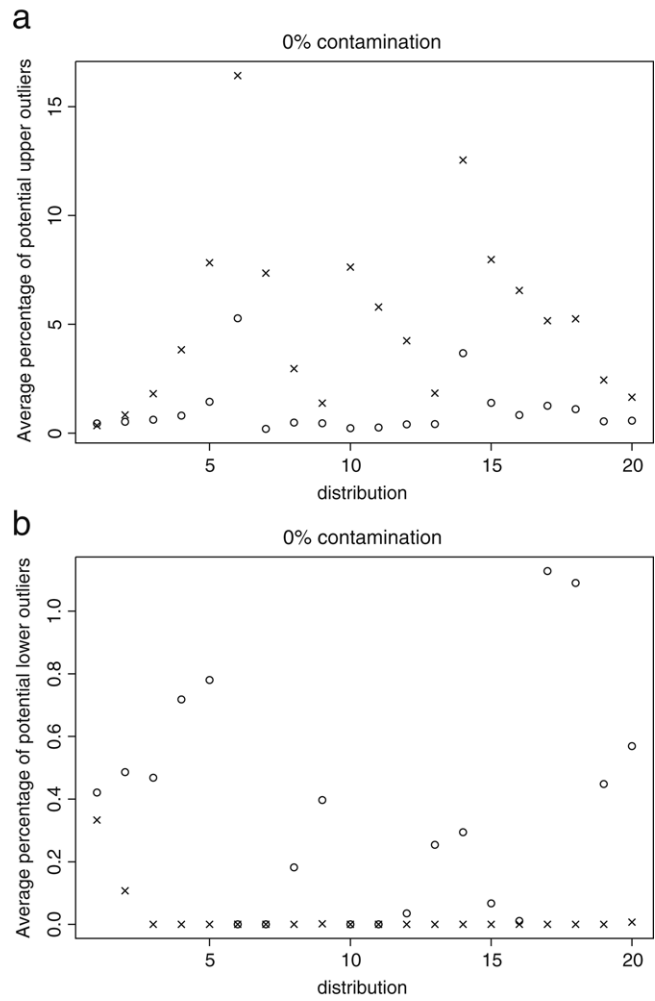 a
0% contamination
Average percentage of potential upper outliers
15
10
5
0
5
10
15
20
distribution
b
0% contamination
Average percentage of potential lower outliers
1.0
0.8
0.6
0.4
0.2
0.0
5
10
15
20
distribution